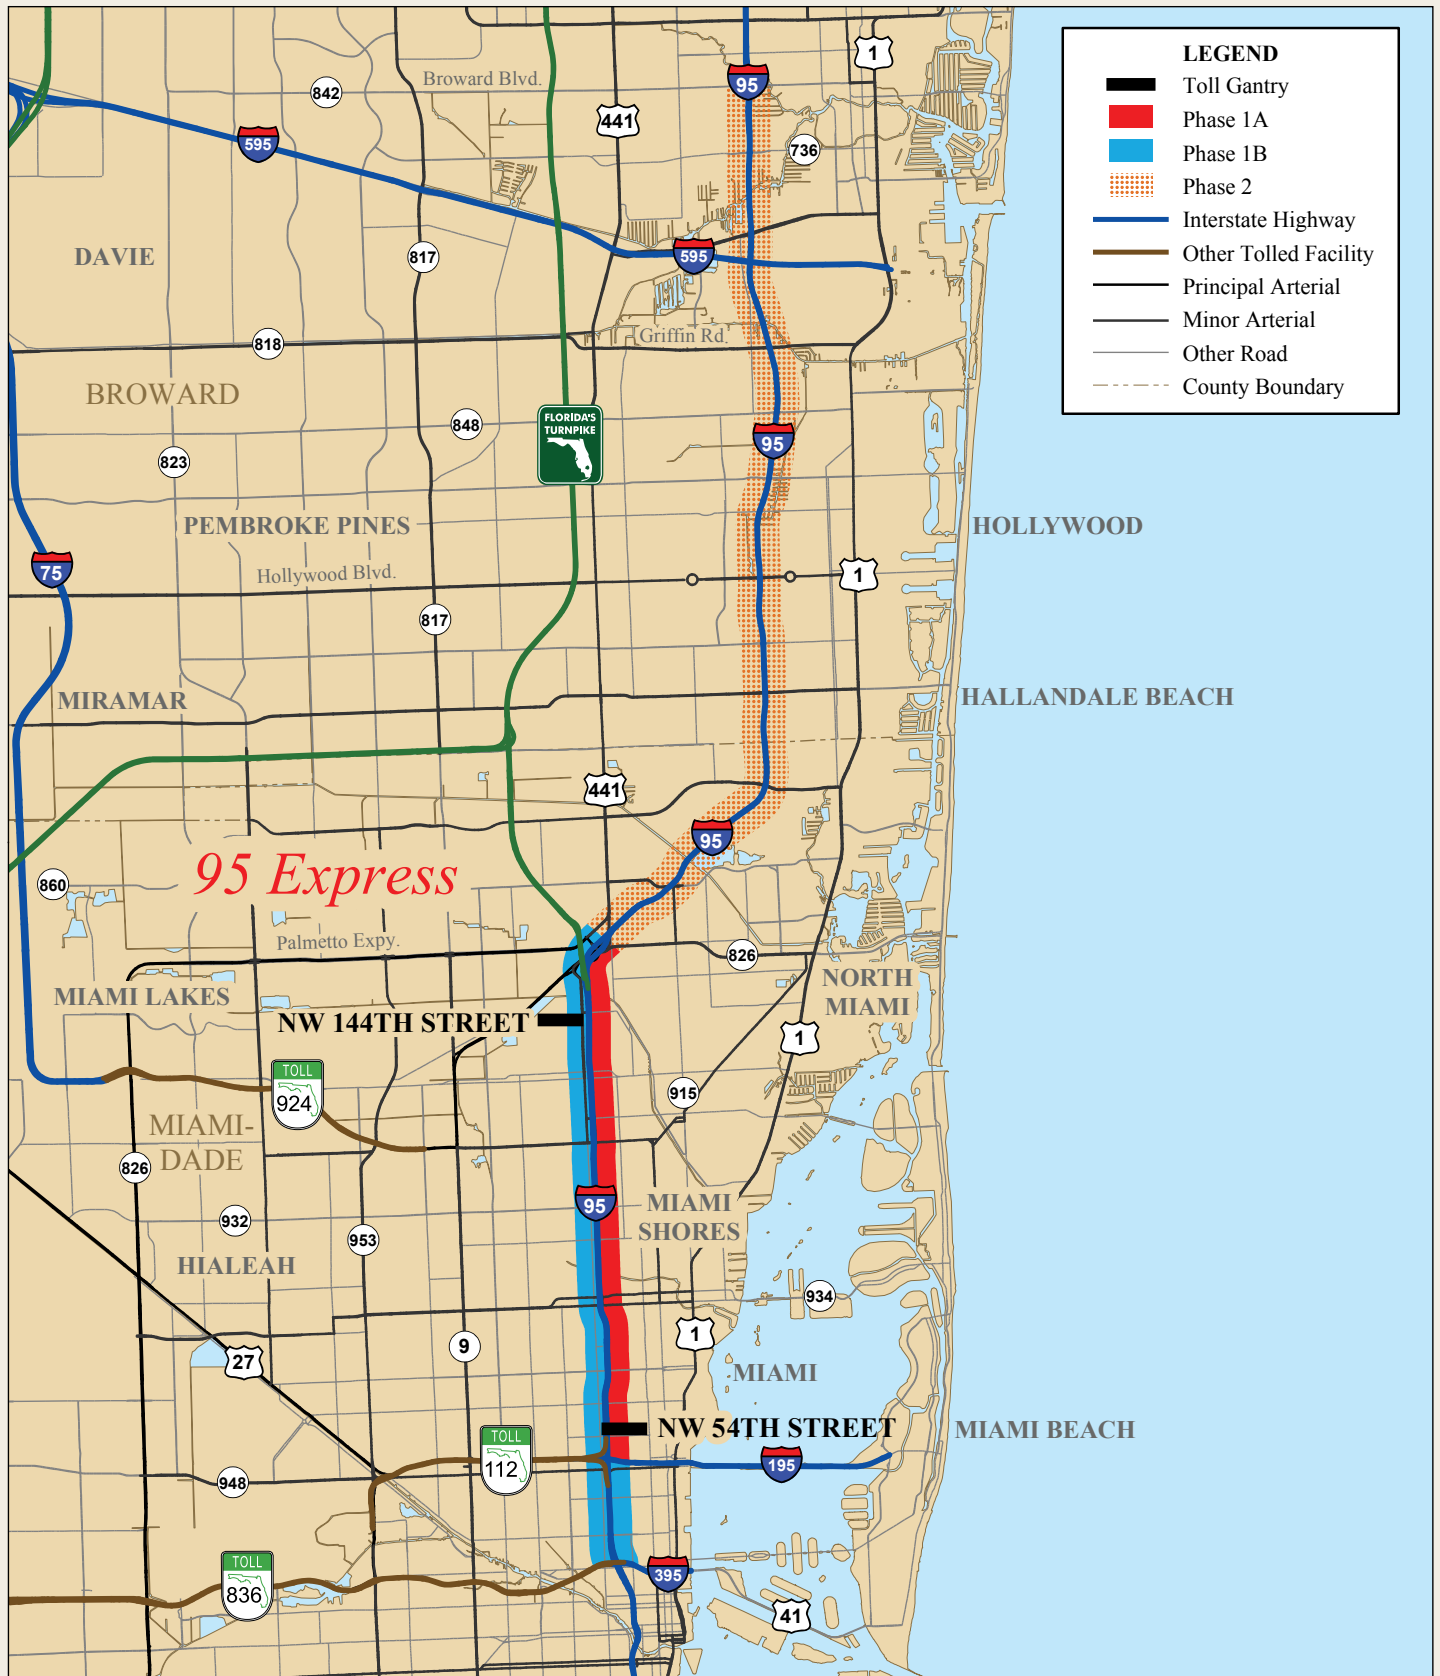 LEGEND
Toll Gantry
Phase 1A
Phase 1B
Phase 2
Interstate Highway
Other Tolled Facility
Principal Arterial
Minor Arterial
Other Road
County Boundary
1
95
Broward Blvd.
842
441
595
736
DAVIE
817
595
818
Griffin Rd.
BROWARD
848
FLORIDA'S
TURNPIKE
95
823
PEMBROKE PINES
HOLLYWOOD
75
Hollywood Blvd.
1
817
MIRAMAR
HALLANDALE BEACH
441
95
95 Express
860
Palmetto Expy.
826
NORTH
MIAMI
MIAMI LAKES
NW 144TH STREET
1
TOLL
924
915
MIAMI-
DADE
826
95
MIAMI
SHORES
932
953
HIALEAH
934
1
9
27
MIAMI
NW 54TH STREET
MIAMI BEACH
TOLL
112
195
948
TOLL
836
395
41